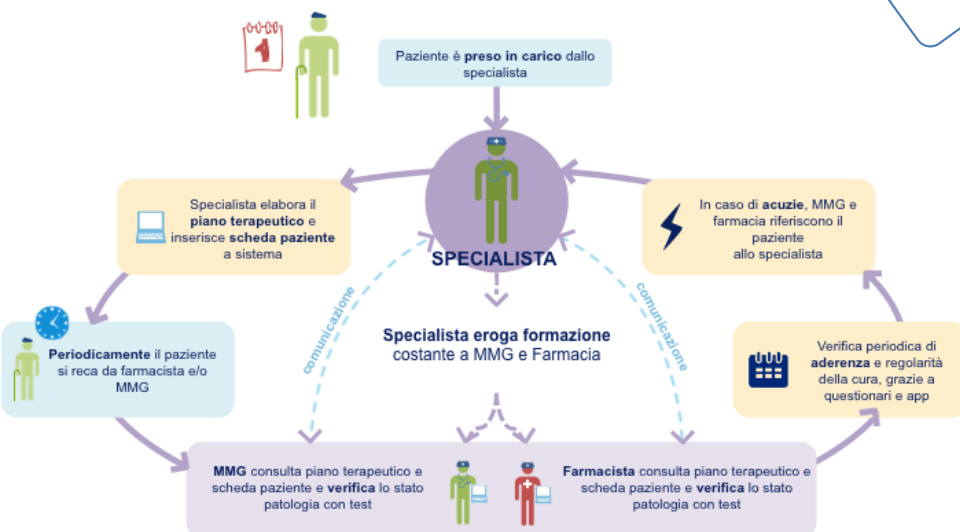 1
Paziente è preso in carico dallo
specialista
SPECIALISTA
Specialista elabora il
piano terapeutico e
inserisce scheda paziente
a sistema
Periodicamente il paziente
si reca da farmacista e/o
MMG
comunicazione
Specialista eroga formazione
costante a MMG e Farmacia
comunicazione
MMG consulta piano terapeutico e
scheda paziente e verifica lo stato
patologia con test
Farmacista consulta piano terapeutico e
scheda paziente e verifica lo stato
patologia con test
Verifica periodica di
aderenza e regolarità
della cura, grazie a
questionari e app
In caso di acuzie, MMG e
farmacia riferiscono il
paziente
allo specialista